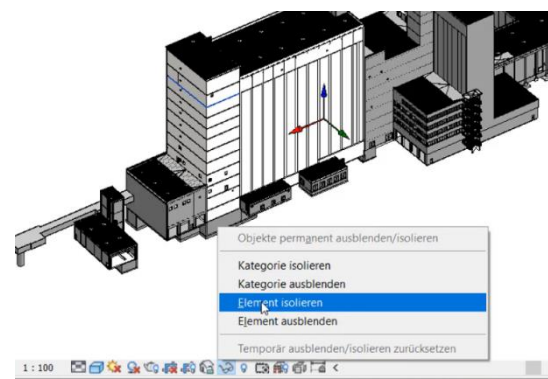 Objekte permanent ausblenden/isolieren
Kategorie isolieren
Kategorie ausblenden
Element isolieren
Element ausblenden
Temporär ausblenden/isolieren zurücksetzen
1 : 100